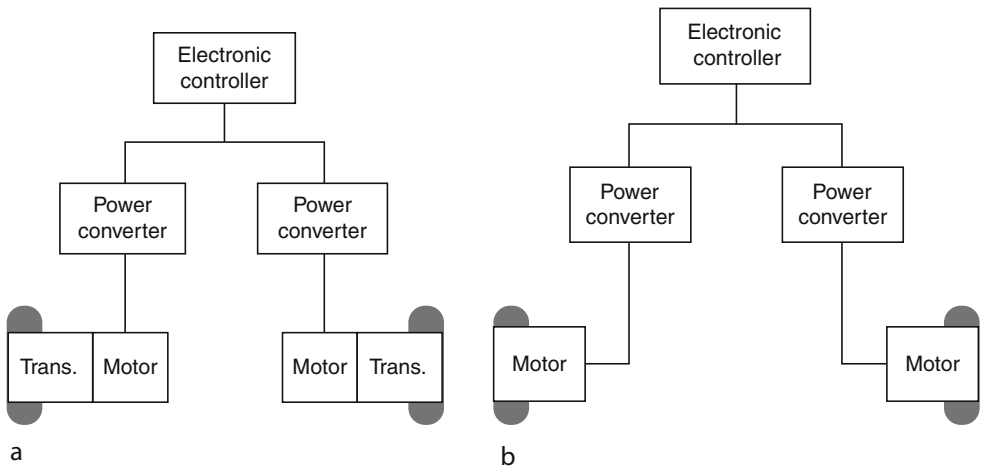 Electronic
controller
Power
converter
Power
converter
Trans.
Motor
Motor
Trans.
a
Electronic
controller
Power
converter
Power
converter
Motor
Motor
b